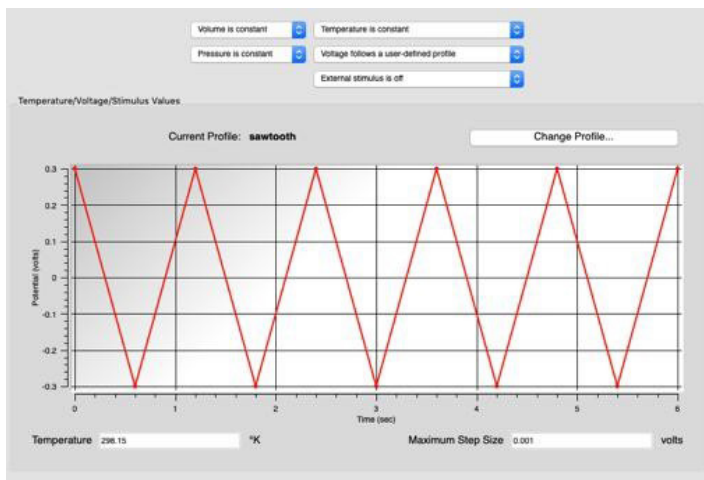 Volume is constant Temperature is constant
Pressure is constant Voltage follows a user-defined profile
External stimulus is off
Temperature/Voltage/Stimulus Values
Current Profile: sawtooth Change Profile...
0.3
0.2
0.1
0
-0.1
-0.2
-0.3
Potential (volts)
0 1 2 3 4 5 6
Time (sec)
Temperature 298.15 °K Maximum Step Size 0.001 volts